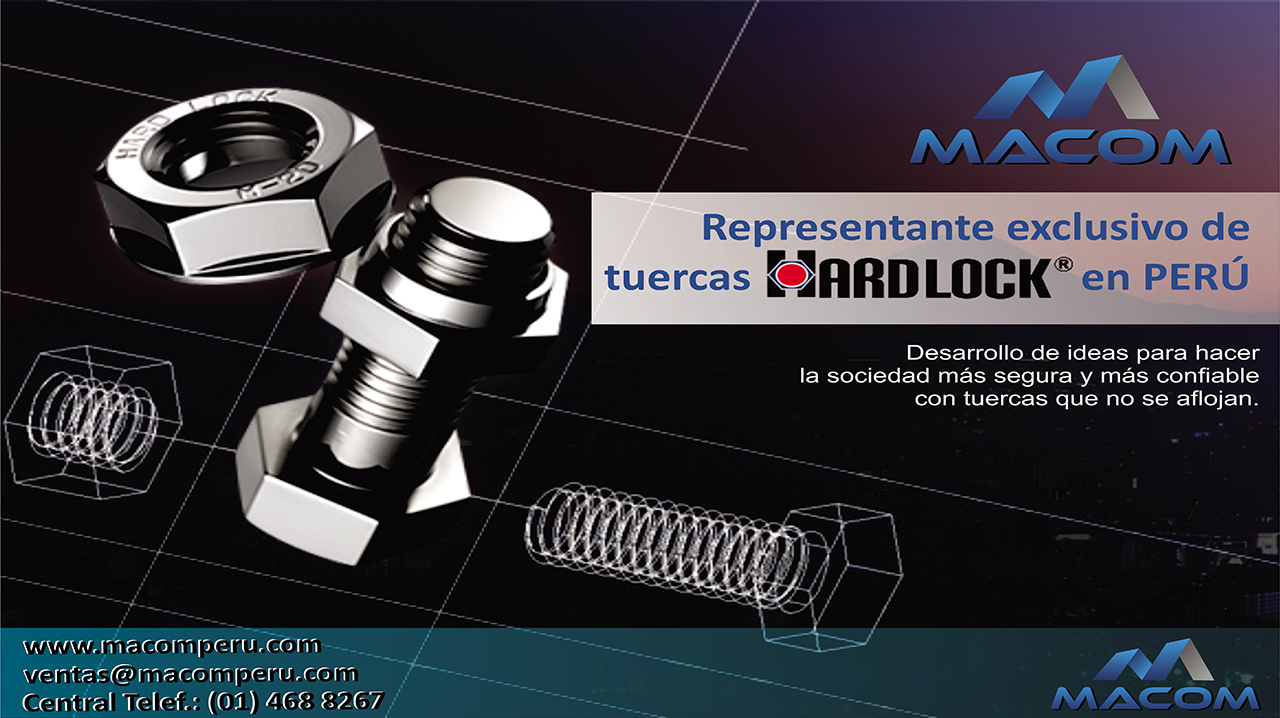 HARD LOCK
M-20
MACOM
Representante exclusivo de
tuercas HARDLOCK® en PERÚ
Desarrollo de ideas para hacer
la sociedad más segura y más confiable
con tuercas que no se aflojan.
www.macomperu.com
ventas@macomperu.com
Central Telef.: (01) 468 8267
MACOM